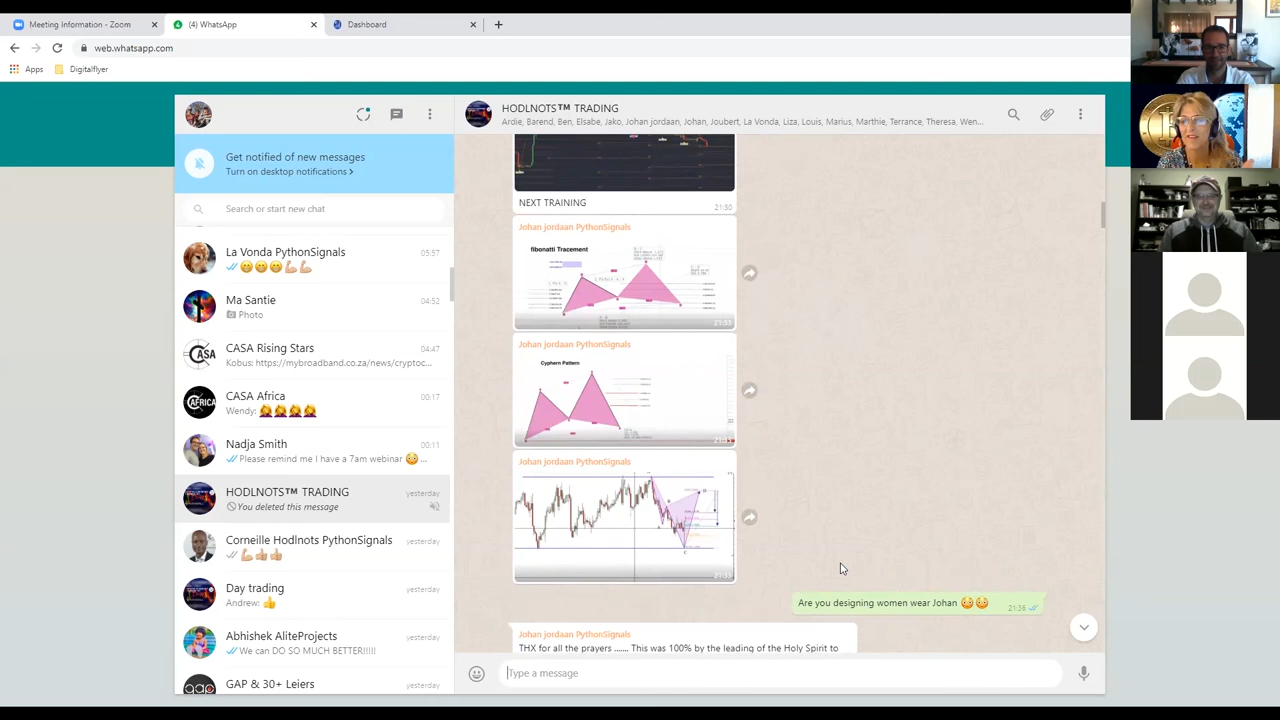 Meeting Information - Zoom
(4) WhatsApp
Dashboard
web.whatsapp.com
Apps
Digitalflyer
HODLNOTS™ TRADING
Ardie, Barend, Ben, Elsabe, Jako, Johan jordaan, Johan, Joubert, La Vonda, Liza, Louis, Marius, Marthie, Terrance, Theresa, Wen...
Get notified of new messages
Turn on desktop notifications >
Search or start new chat
La Vonda PythonSignals
05:57
Ma Santie
04:52
Photo
CASA Rising Stars
04:47
Kobus: https://mybroadband.co.za/news/cryptoc...
CASA Africa
00:17
Wendy: 🤦‍♀️🤦‍♀️🤦‍♀️🤦‍♀️
Nadja Smith
00:11
Please remind me I have a 7am webinar 😳 ...
HODLNOTS™ TRADING
yesterday
You deleted this message
Corneille Hodlnots PythonSignals
yesterday
Day trading
yesterday
Andrew: 👍
Abhishek AliteProjects
yesterday
We can DO SO MUCH BETTER!!!!!
GAP & 30+ Leiers
yesterday
NEXT TRAINING
21:30
Johan jordaan PythonSignals
fibonatti Tracement
Johan jordaan PythonSignals
Cyphern Pattern
Johan jordaan PythonSignals
Are you designing women wear Johan 😳😳
21:36
Johan jordaan PythonSignals
THX for all the prayers ....... This was 100% by the leading of the Holy Spirit to
Type a message